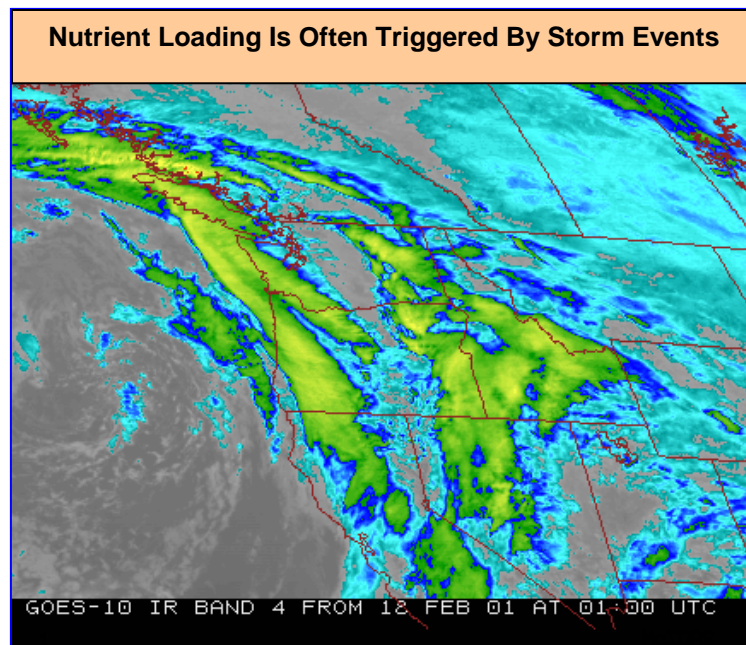 Nutrient Loading Is Often Triggered By Storm Events
GOES-10 IR BAND 4 FROM 18 FEB 01 AT 01:00 UTC